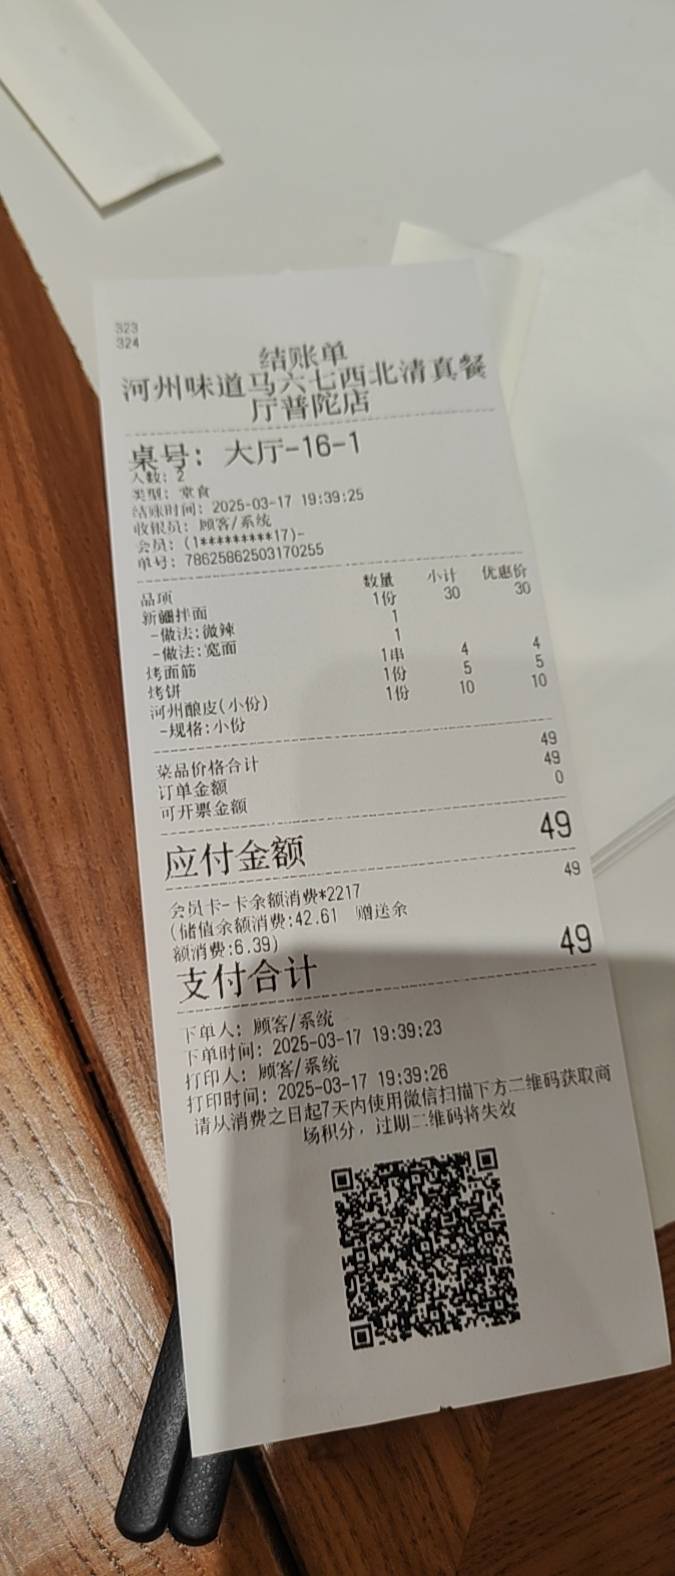 323
324
结账单
河州味道马六七西北清真餐
厅普陀店
桌号: 大厅-16-1
人数: 2
类型: 堂食
结账时间: 2025-03-17 19:39:25
收银员: 顾客/系统
会员: (1*********17)-
单号: 78625862503170255
品项 数量 小计 优惠价
新疆拌面 1份 30 30
-做法:微辣 1
-做法:宽面 1
烤面筋 1串 4 4
烤饼 1份 5 5
河州酿皮(小份) 1份 10 10
-规格:小份
菜品价格合计 49
订单金额 49
可开票金额 0
应付金额 49
会员卡-卡余额消费*2217 49
(储值余额消费:42.61 赠送余
额消费:6.39)
支付合计 49
下单人: 顾客/系统
下单时间: 2025-03-17 19:39:23
打印人: 顾客/系统
打印时间: 2025-03-17 19:39:26
请从消费之日起7天内使用微信扫描下方二维码获取商
场积分，过期二维码将失效